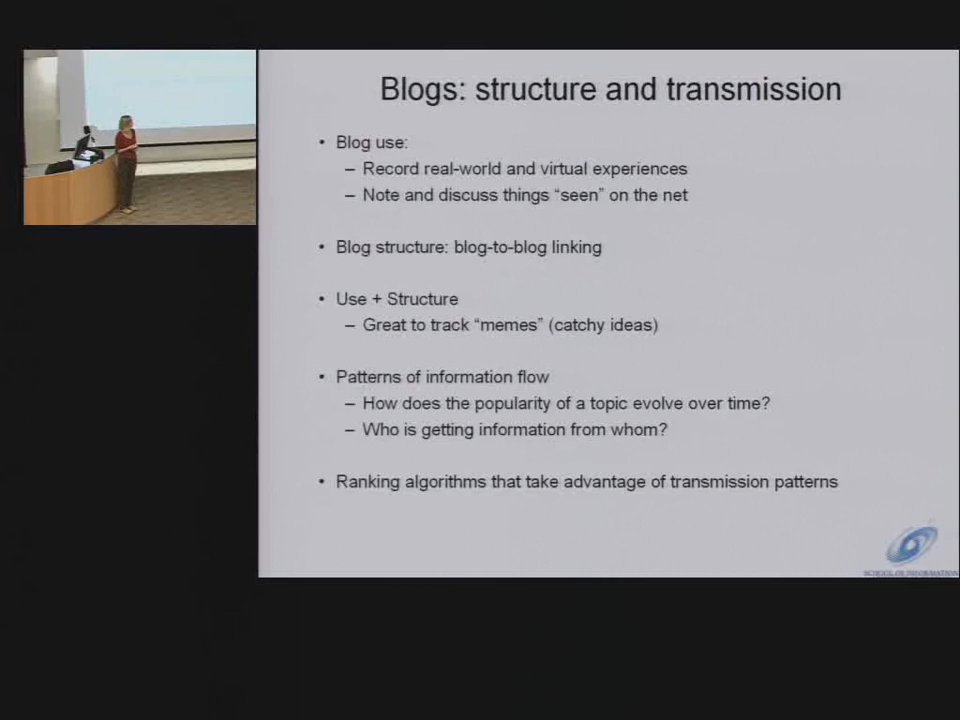 Blogs: structure and transmission
• Blog use:
– Record real-world and virtual experiences
– Note and discuss things “seen” on the net
• Blog structure: blog-to-blog linking
• Use + Structure
– Great to track “memes” (catchy ideas)
• Patterns of information flow
– How does the popularity of a topic evolve over time?
– Who is getting information from whom?
• Ranking algorithms that take advantage of transmission patterns
SCHOOL OF INFORMATION